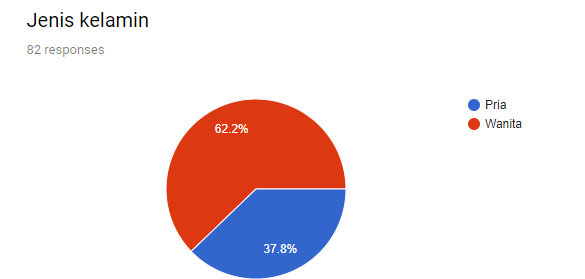 Jenis kelamin
82 responses
Pria
Wanita
62.2%
37.8%